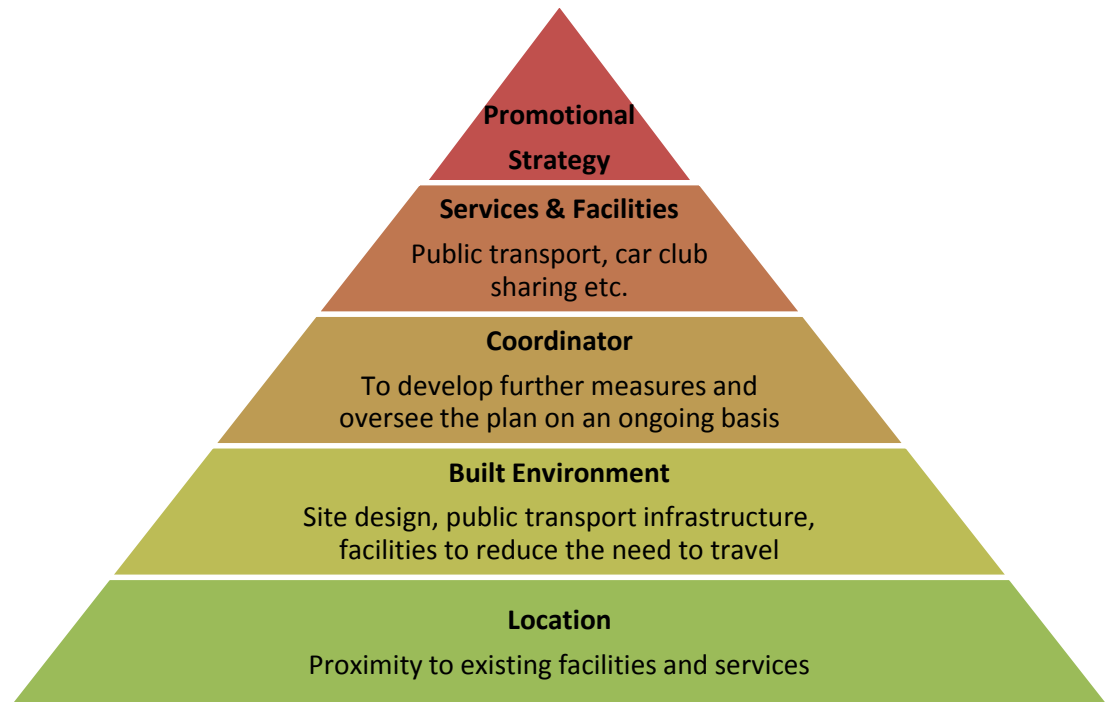 Promotional
Strategy
Services & Facilities
Public transport, car club
sharing etc.
Coordinator
To develop further measures and
oversee the plan on an ongoing basis
Built Environment
Site design, public transport infrastructure,
facilities to reduce the need to travel
Location
Proximity to existing facilities and services